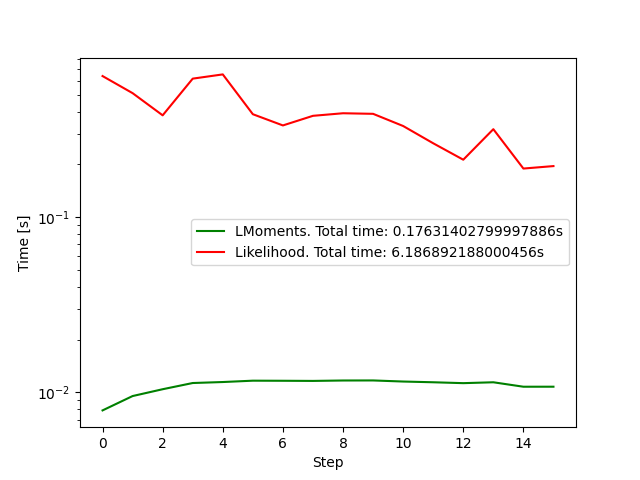 10⁻¹
10⁻²
Time [s]
LMoments. Total time: 0.17631402799997886s
Likelihood. Total time: 6.186892188000456s
0 2 4 6 8 10 12 14
Step